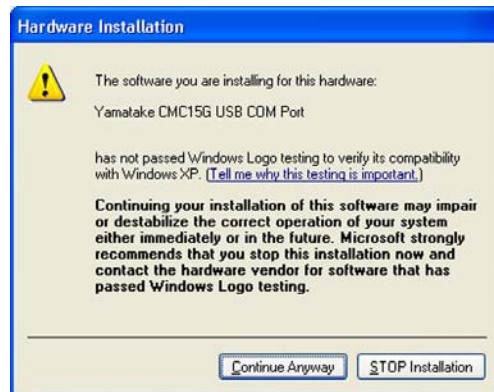 Hardware Installation
The software you are installing for this hardware:
Yamatake CMC15G USB COM Port
has not passed Windows Logo testing to verify its compatibility
with Windows XP. (Tell me why this testing is important.)
Continuing your installation of this software may impair
or destabilize the correct operation of your system
either immediately or in the future. Microsoft strongly
recommends that you stop this installation now and
contact the hardware vendor for software that has
passed Windows Logo testing.
Continue Anyway STOP Installation